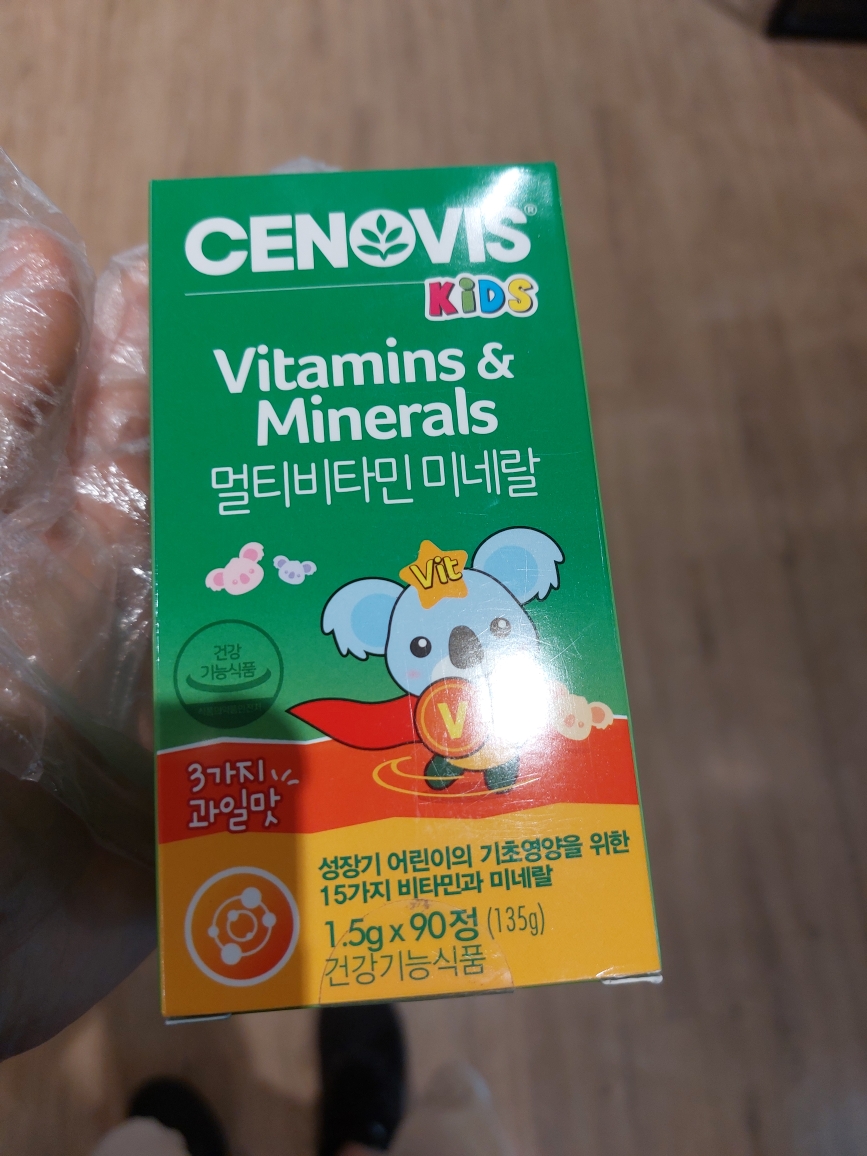 CENOVIS®
KiDS
Vitamins &
Minerals
멀티비타민 미네랄
Vit
건강
기능식품
V
3가지
과일맛
성장기 어린이의 기초영양을 위한
15가지 비타민과 미네랄
1.5g x 90정 (135g)
건강기능식품